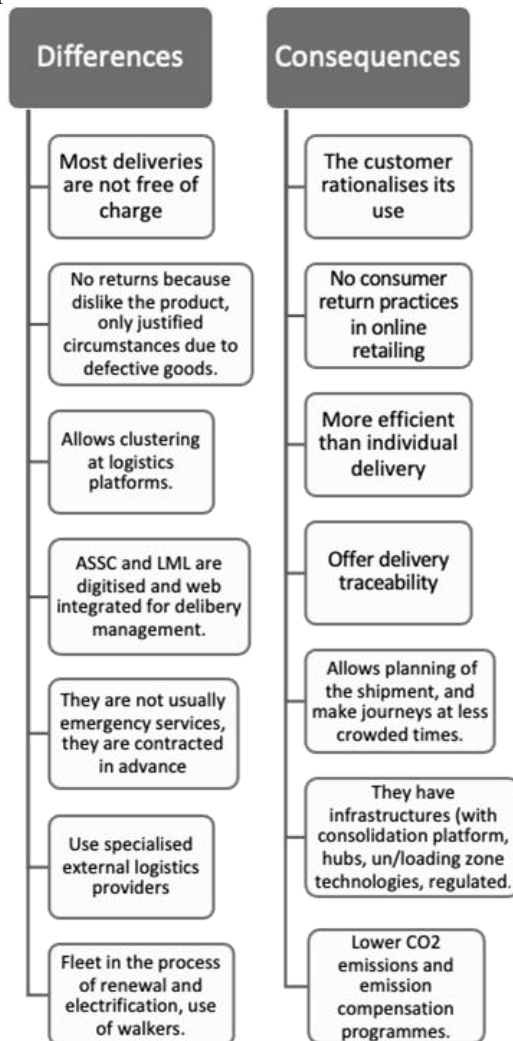 Differences
Most deliveries
are not free of
charge
No returns because
dislike the product,
only justified
circumstances due to
defective goods.
Allows clustering
at logistics
platforms.
ASSC and LML are
digitised and web
integrated for delibery
management.
They are not usually
emergency services,
they are contracted
in advance
Use specialised
external logistics
providers
Fleet in the process
of renewal and
electrification, use
of walkers.
Consequences
The customer
rationalises its
use
No consumer
return practices
in online
retailing
More efficient
than individual
delivery
Offer delivery
traceability
Allows planning of
the shipment, and
make journeys at less
crowded times.
They have
infrastructures (with
consolidation platform,
hubs, un/loading zone
technologies, regulated.
Lower CO2
emissions and
emission
compensation
programmes.